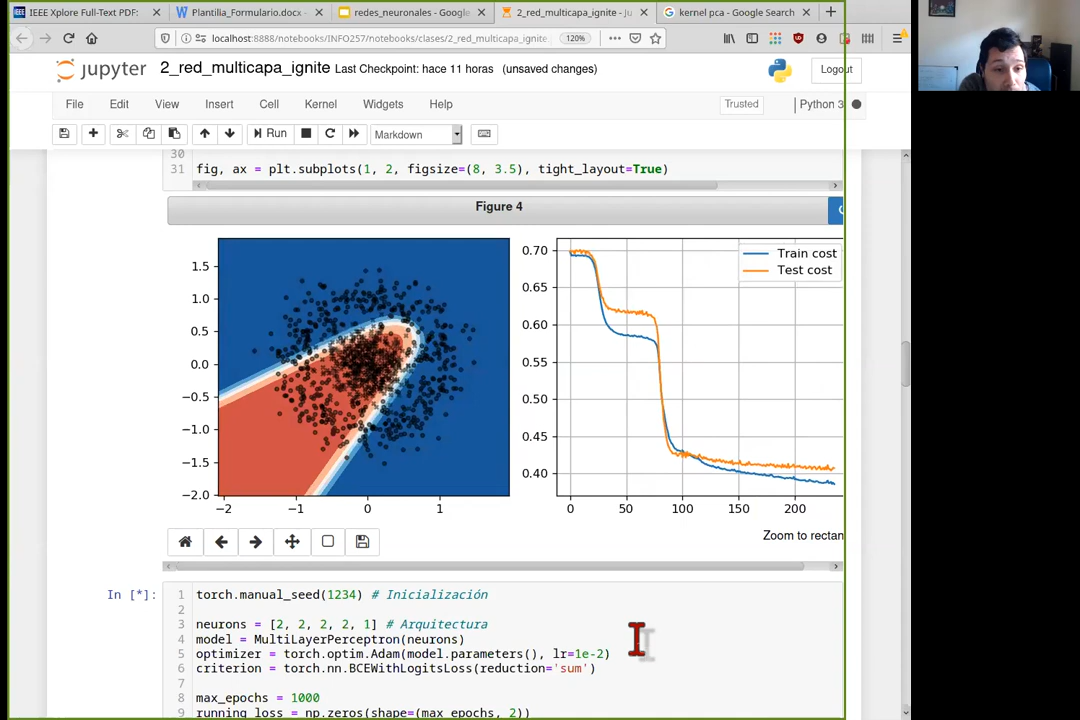 IEEE Xplore Full-Text PDF:
Plantilia_Formulario.docx -
redes_neuronales - Google
2_red_multicapa_ignite - Ju
kernel pca - Google Search
localhost:8888/notebooks/INFO257/notebooks/clases/2_red_multicapa_ignite
120%
jupyter 2_red_multicapa_ignite Last Checkpoint: hace 11 horas (unsaved changes)
Logout
File Edit View Insert Cell Kernel Widgets Help
Trusted
Python 3
Run
Markdown
30
31 fig, ax = plt.subplots(1, 2, figsize=(8, 3.5), tight_layout=True)
Figure 4
1.5
1.0
0.5
0.0
−0.5
−1.0
−1.5
−2.0
−2 −1 0 1
0.70
0.65
0.60
0.55
0.50
0.45
0.40
0 50 100 150 200
Train cost
Test cost
Zoom to rectan
In [*]:
1 torch.manual_seed(1234) # Inicialización
2
3 neurons = [2, 2, 2, 2, 1] # Arquitectura
4 model = MultiLayerPerceptron(neurons)
5 optimizer = torch.optim.Adam(model.parameters(), lr=1e-2)
6 criterion = torch.nn.BCEWithLogitsLoss(reduction='sum')
7
8 max_epochs = 1000
9 running_loss = np.zeros(shape=(max_epochs, 2))